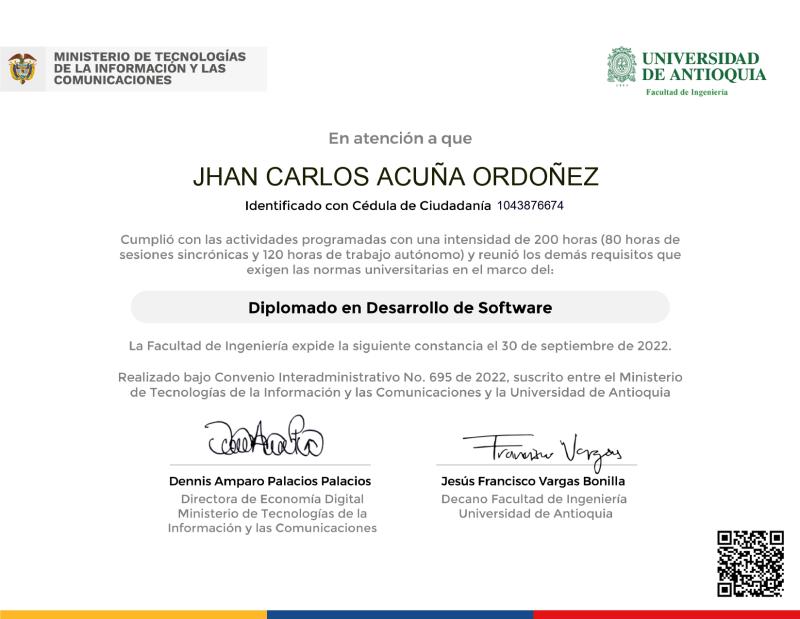 MINISTERIO DE TECNOLOGÍAS
DE LA INFORMACIÓN Y LAS
COMUNICACIONES
UNIVERSIDAD
DE ANTIOQUIA
Facultad de Ingeniería
En atención a que
JHAN CARLOS ACUÑA ORDOÑEZ
Identificado con Cédula de Ciudadanía 1043876674
Cumplió con las actividades programadas con una intensidad de 200 horas (80 horas de
sesiones sincrónicas y 120 horas de trabajo autónomo) y reunió los demás requisitos que
exigen las normas universitarias en el marco del:
Diplomado en Desarrollo de Software
La Facultad de Ingeniería expide la siguiente constancia el 30 de septiembre de 2022.
Realizado bajo Convenio Interadministrativo No. 695 de 2022, suscrito entre el Ministerio
de Tecnologías de la Información y las Comunicaciones y la Universidad de Antioquia
Francisco Vargas
Dennis Amparo Palacios Palacios
Directora de Economía Digital
Ministerio de Tecnologías de la
Información y las Comunicaciones
Jesús Francisco Vargas Bonilla
Decano Facultad de Ingeniería
Universidad de Antioquia